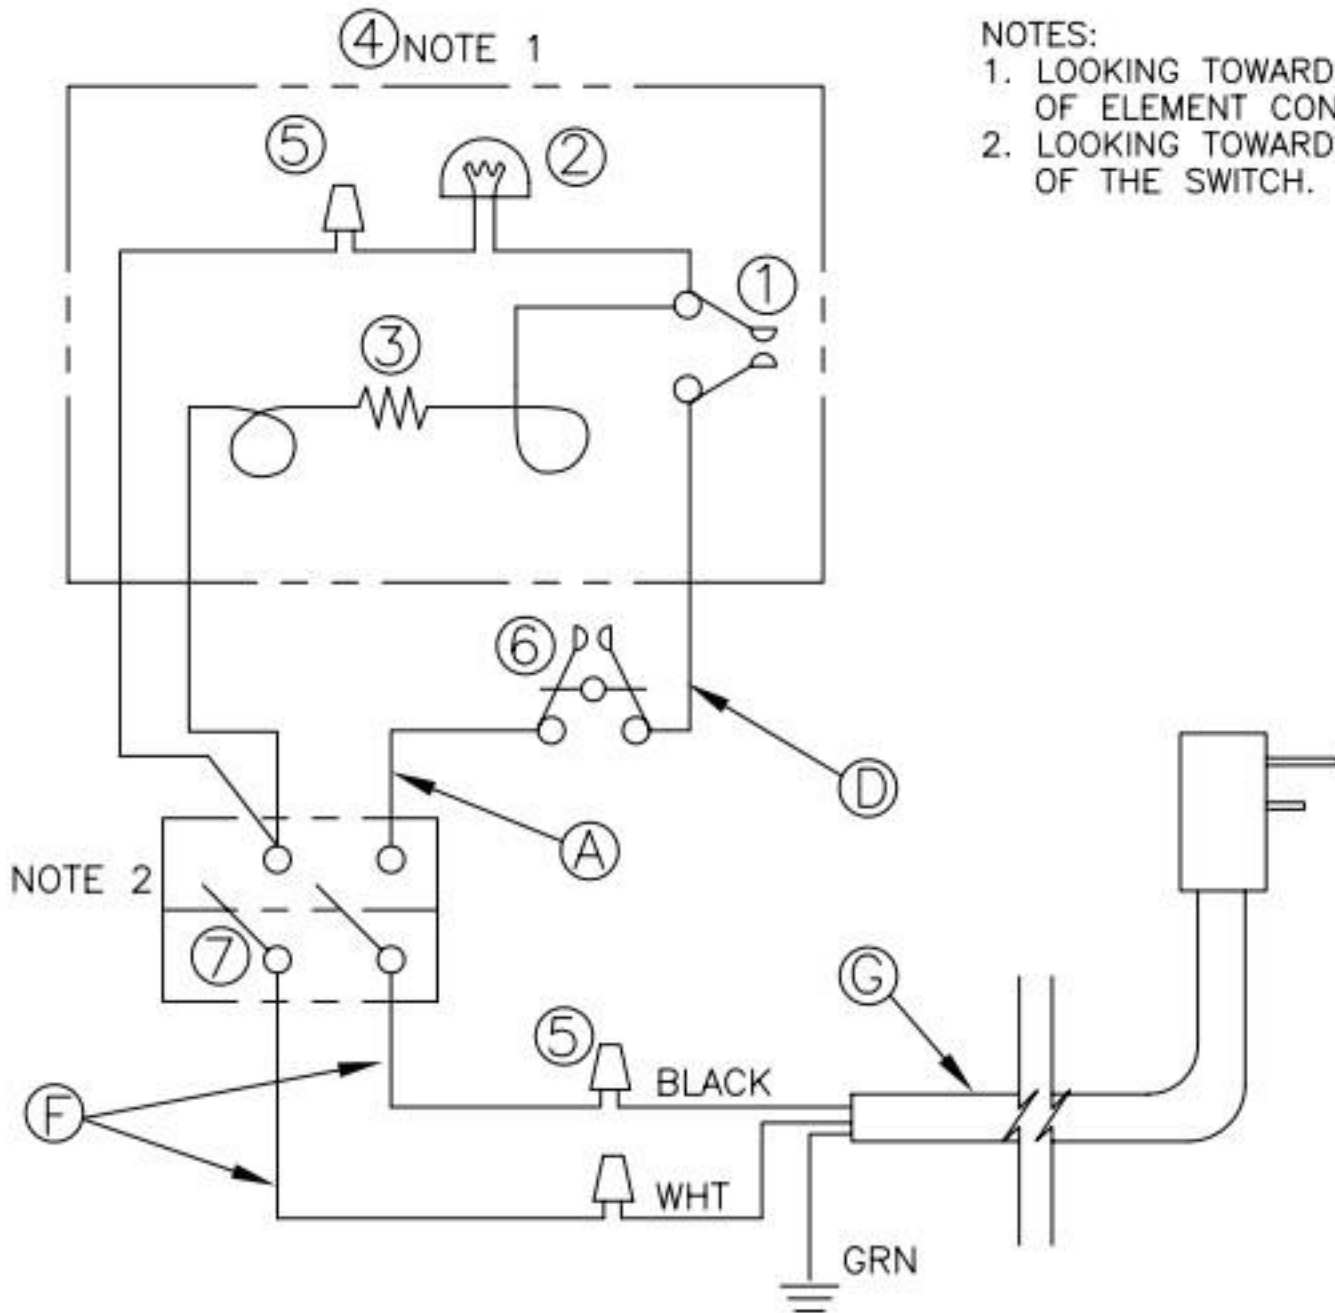 ④ NOTE 1
NOTES:
1. LOOKING TOWARD
OF ELEMENT CON
2. LOOKING TOWARD
OF THE SWITCH.
⑤
②
①
③
⑥
Ⓓ
Ⓐ
NOTE 2
⑦
Ⓖ
⑤
BLACK
Ⓕ
WHT
GRN